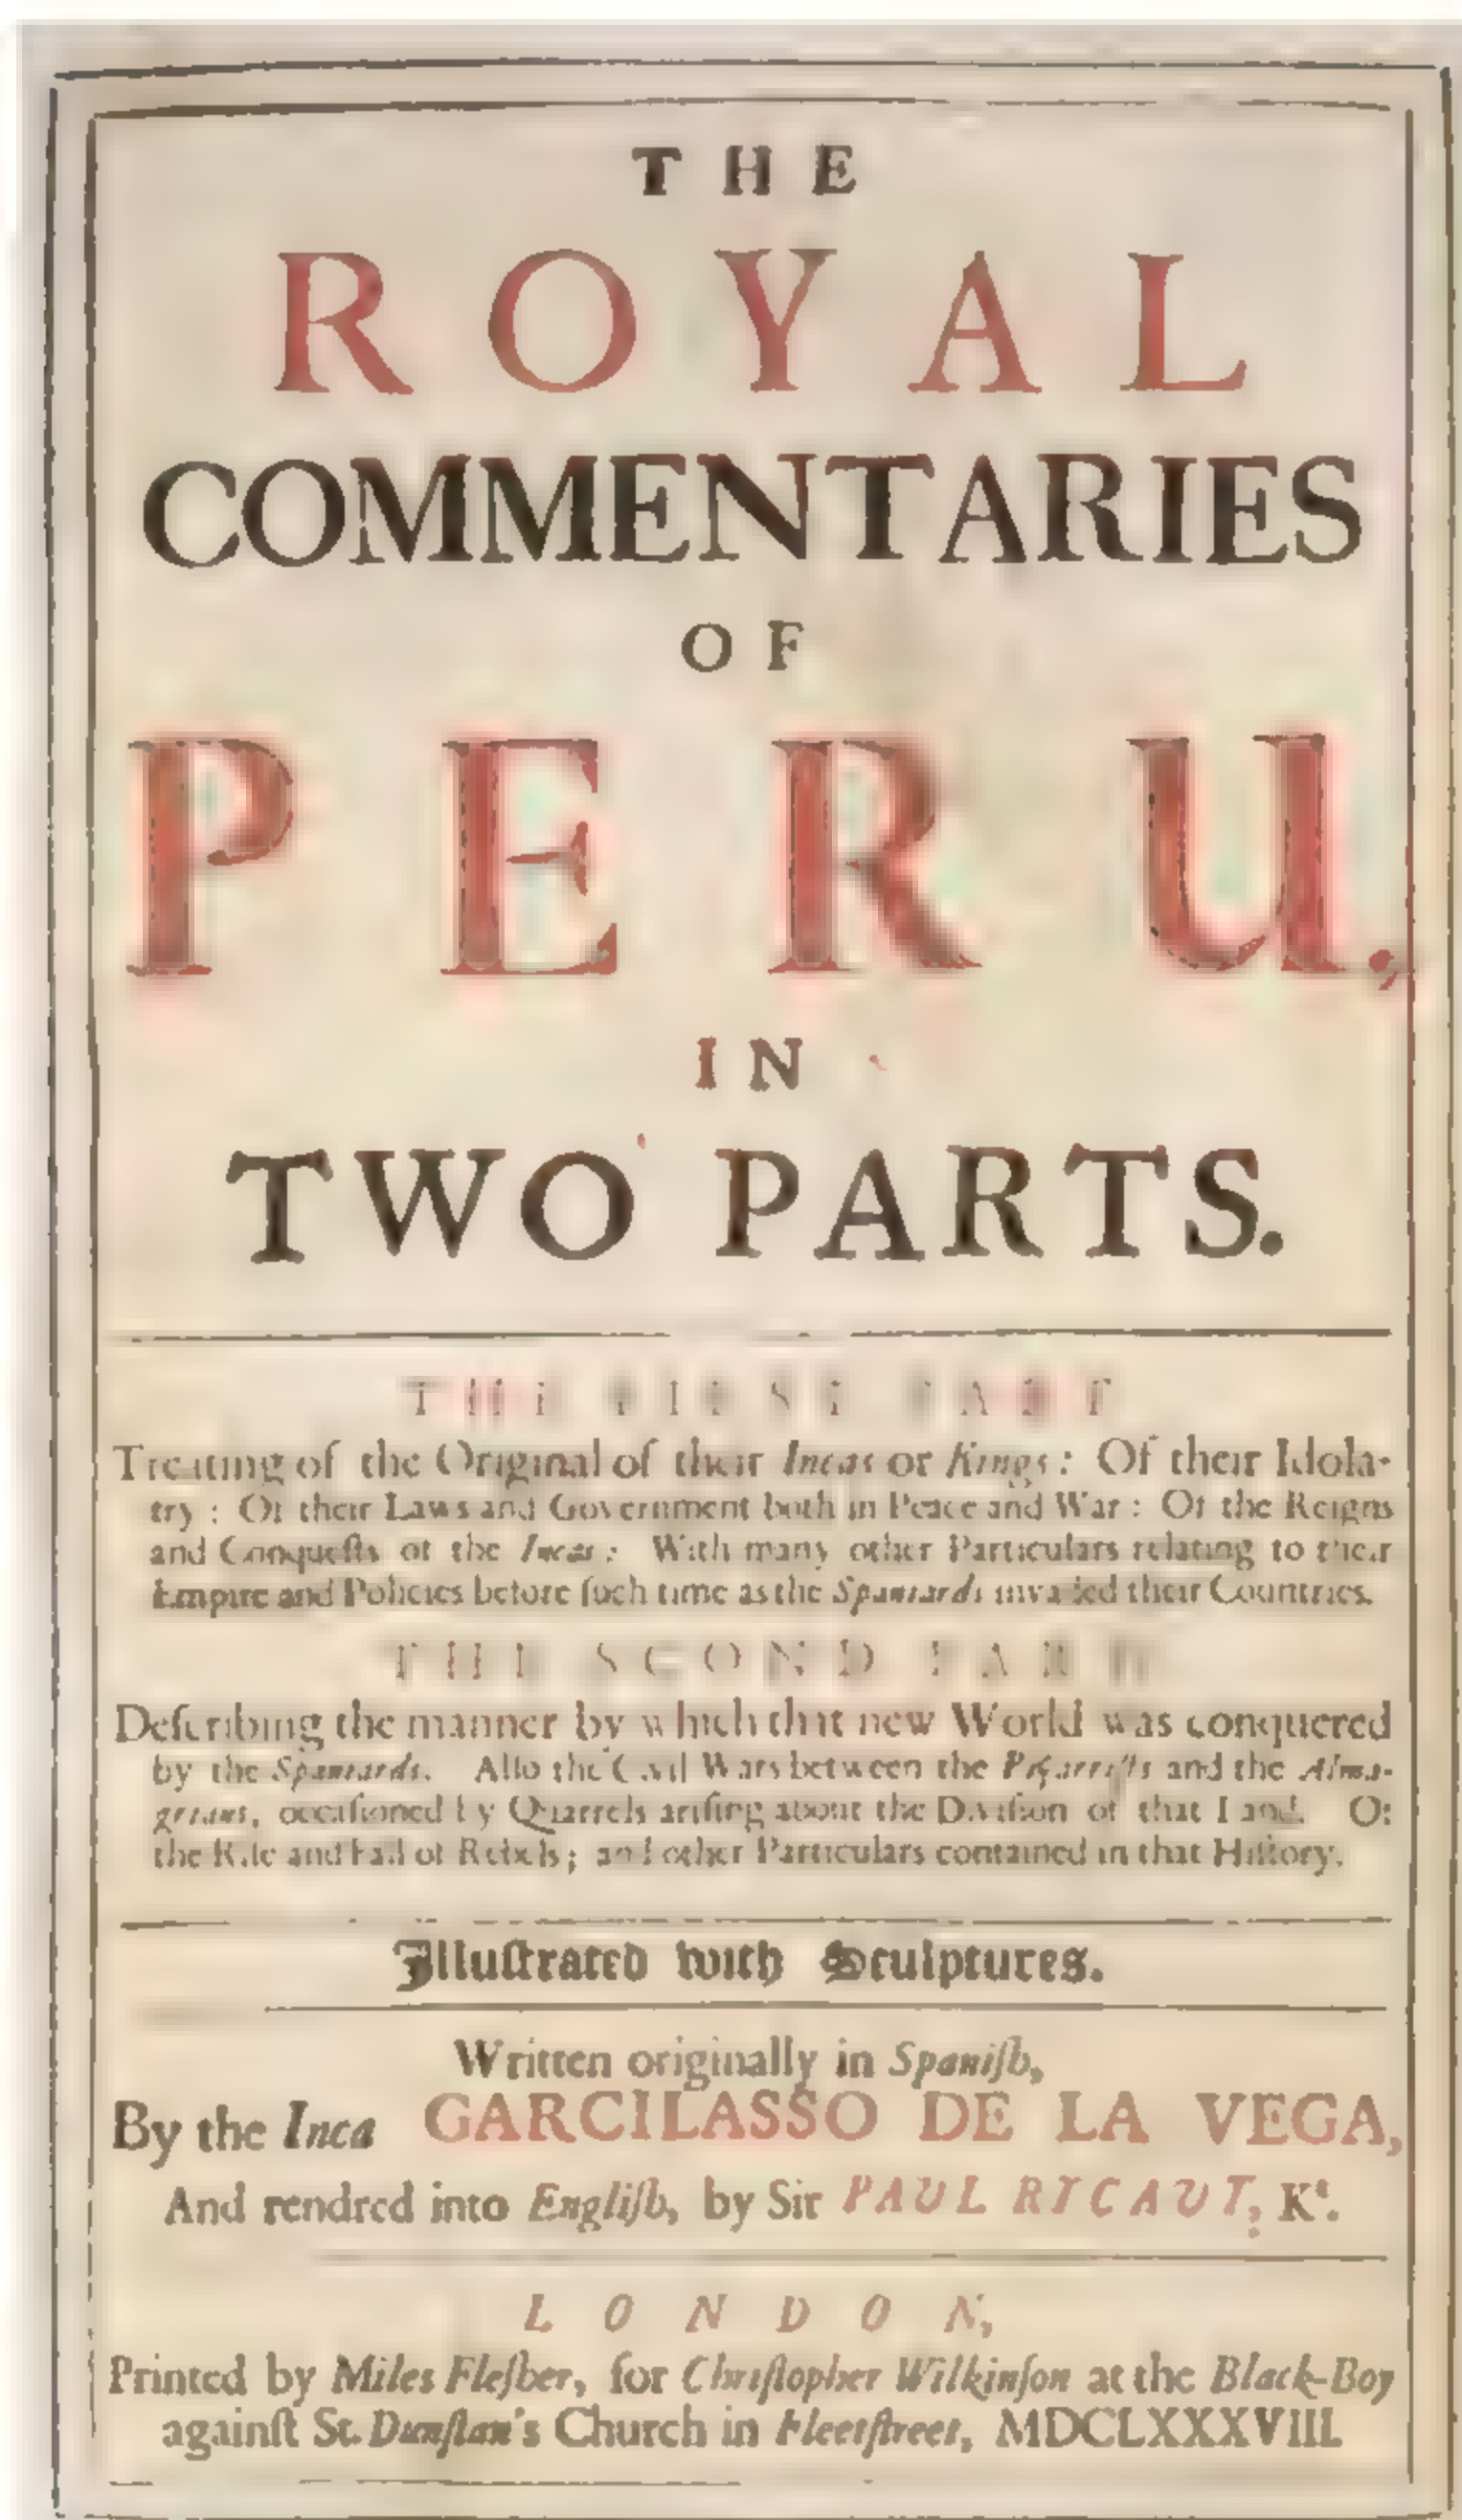 THE
ROYAL
COMMENTARIES
OF
PERU,
IN
TWO PARTS.
THE FIRST PART
Treating of the Original of their Incas or Kings: Of their Idola-
try: Of their Laws and Government both in Peace and War: Of the Reigns
and Conqueſts of the Incas: With many other Particulars relating to their
Empire and Policies before ſuch time as the Spaniards invaded their Countries.
THE SECOND PART
Deſcribing the manner by which that new World was conquered
by the Spaniards. Alſo the Civil Wars between the Piçarriſts and the Alma-
grians, occaſioned by Quarrels ariſing about the Diviſion of that Land. Of
the Riſe and Fall of Rebels; and other Particulars contained in that Hiſtory.
Illuſtrated with Sculptures.
Written originally in Spaniſh,
By the Inca GARCILASSO DE LA VEGA,
And rendred into Engliſh, by Sir PAUL RYCAUT, Kt.
LONDON,
Printed by Miles Fleſher, for Chriſtopher Wilkinſon at the Black-Boy
againſt St. Dunſtan's Church in Fleetſtreet, MDCLXXXVIII.